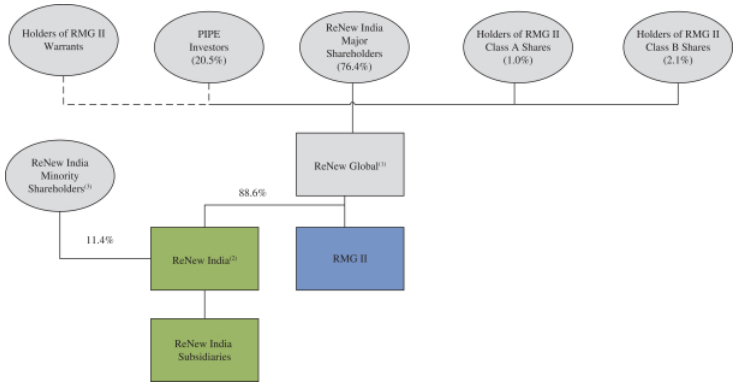 Holders of RMG II
Warrants
PIPE
Investors
(20.5%)
ReNew India
Major
Shareholders
(76.4%)
Holders of RMG II
Class A Shares
(1.0%)
Holders of RMG II
Class B Shares
(2.1%)
ReNew Global(1)
ReNew India
Minority
Shareholders(3)
88.6%
11.4%
ReNew India(2)
RMG II
ReNew India
Subsidiaries